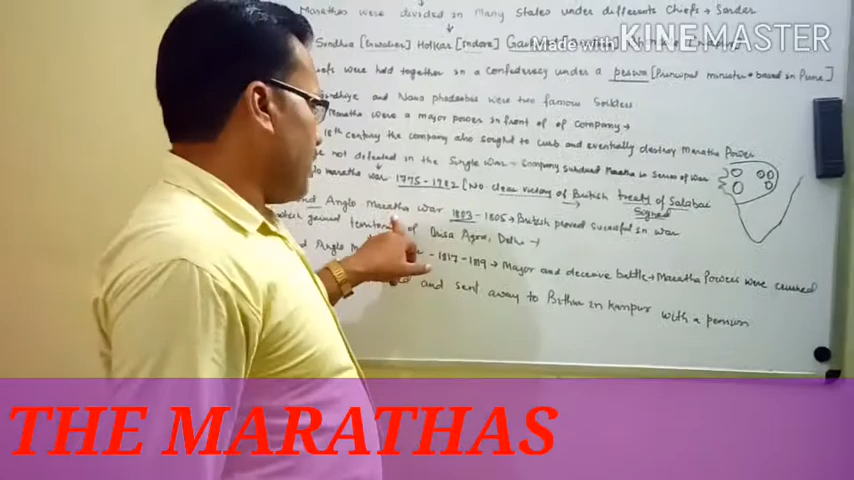 Marathas were divided in Many States under different Chiefs → Sardar
Sindhia [Gwalior] Holkar [Indore]
Made with KINEMASTER
were held together in a confederacy under a peswa [Principal minister • based in Pune]
and Nana phadanbis were two famous Soldiers
Maratha were a major power in front of of company →
18th century the company also sought to curb and eventually destroy Maratha Power
not defeated in the Single war - Company subdued Maratha in Series of war
maratha war 1775 - 1782 [No clear victory of British treaty of Salabai
Signed
Anglo Maratha war 1803 - 1805 → British proved sucessful in war
which gained territories of Orissa Agra, Delhi →
Anglo - 1817 - 1819 → Major and deceive battle → Maratha Powers were crushed
and sent away to Bithur in Kanpur with a pension
THE MARATHAS